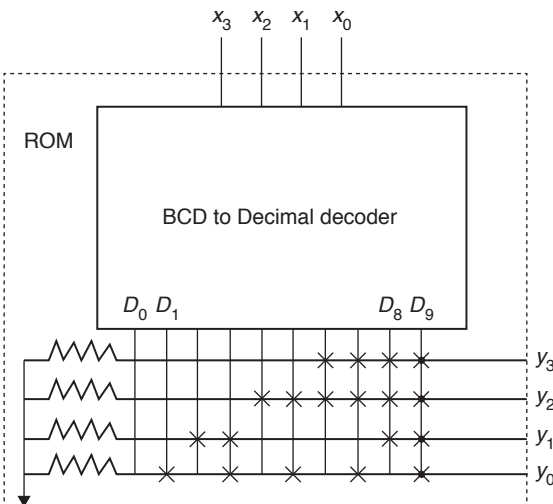 x₃ x₂ x₁ x₀
ROM
BCD to Decimal decoder
D₀ D₁ D₈ D₉
y₃
y₂
y₁
y₀